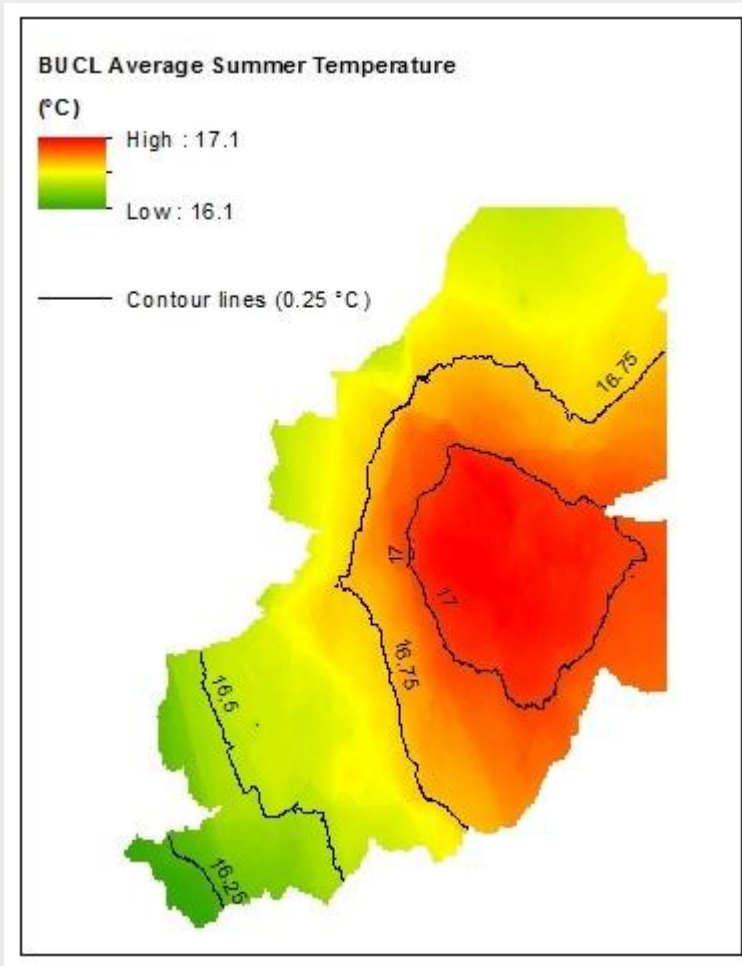 BUCL Average Summer Temperature
(°C)
High : 17.1
Low : 16.1
Contour lines (0.25 °C)
16.75
17
17
16.75
16.5
16.25